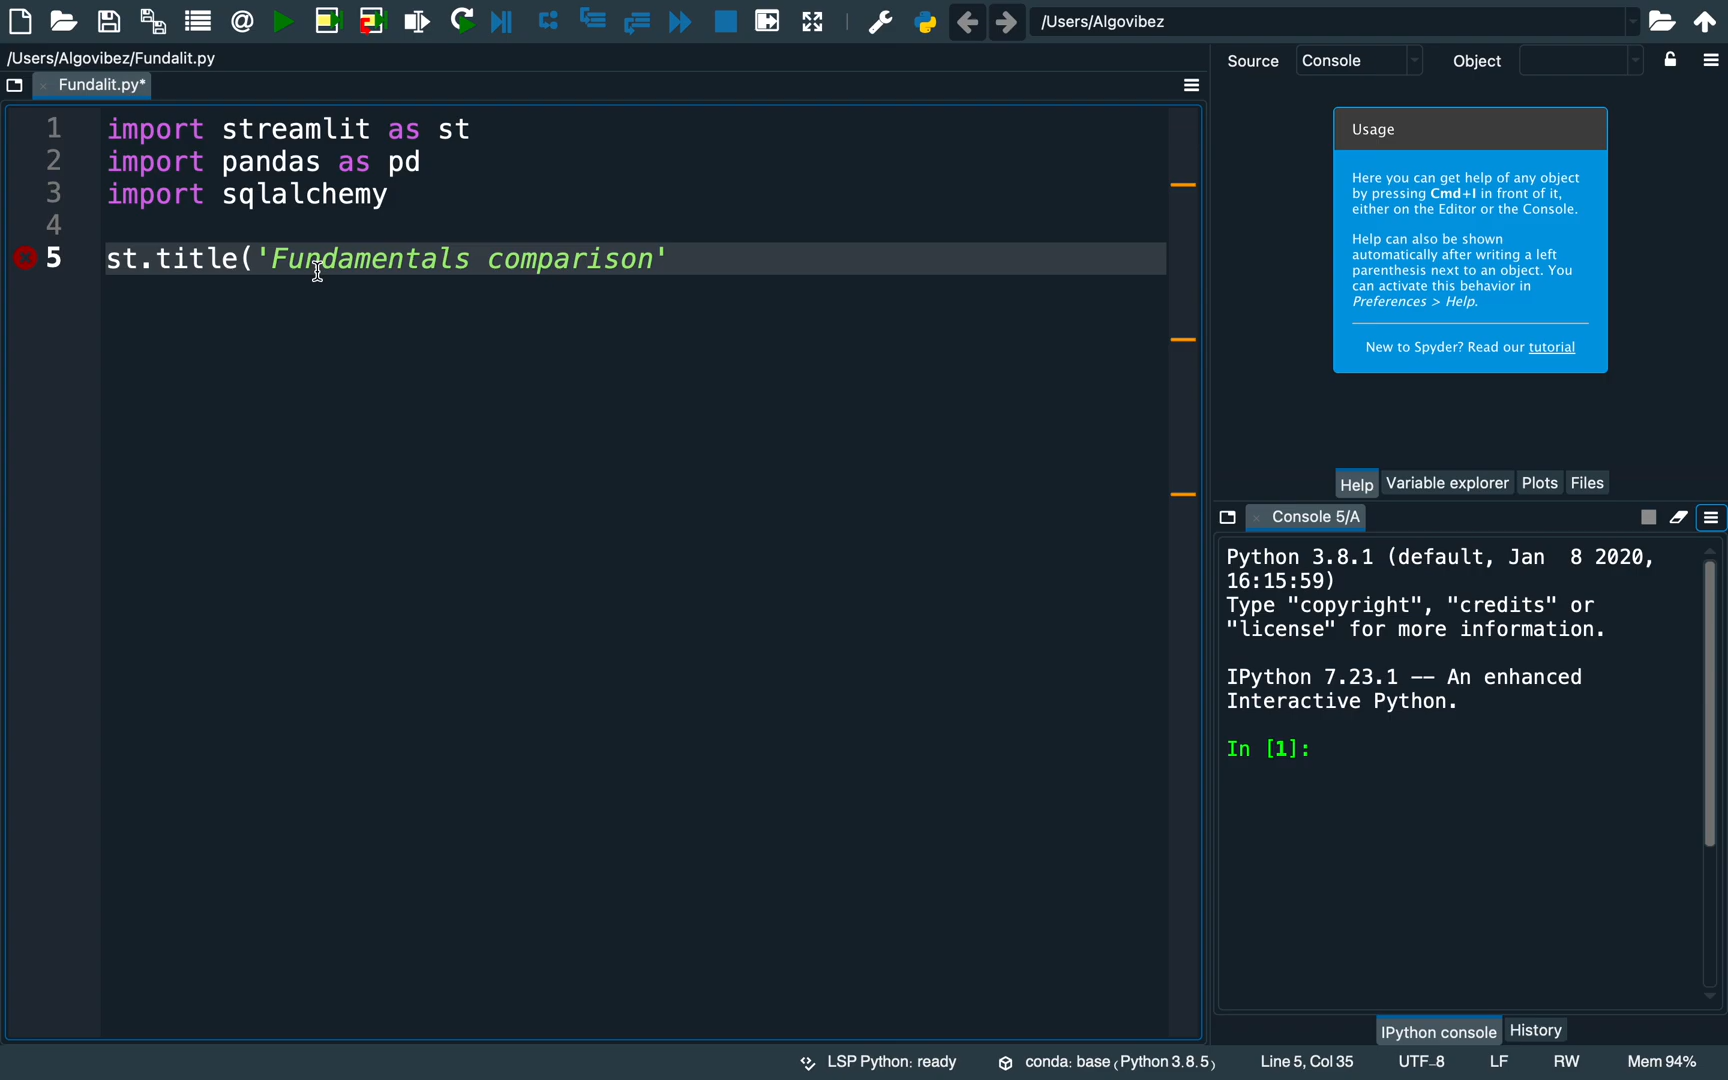 /Users/Algovibez
/Users/Algovibez/Fundalit.py
Source Console Object
Fundalit.py*
1 import streamlit as st
2 import pandas as pd
3 import sqlalchemy
4
5 st.title('Fundamentals comparison'
Usage
Here you can get help of any object
by pressing Cmd+I in front of it,
either on the Editor or the Console.
Help can also be shown
automatically after writing a left
parenthesis next to an object. You
can activate this behavior in
Preferences > Help.
New to Spyder? Read our tutorial
Help Variable explorer Plots Files
Console 5/A
Python 3.8.1 (default, Jan  8 2020,
16:15:59)
Type "copyright", "credits" or
"license" for more information.
IPython 7.23.1 -- An enhanced
Interactive Python.
In [1]:
IPython console History
LSP Python: ready conda: base (Python 3.8.5) Line 5, Col 35 UTF-8 LF RW Mem 94%